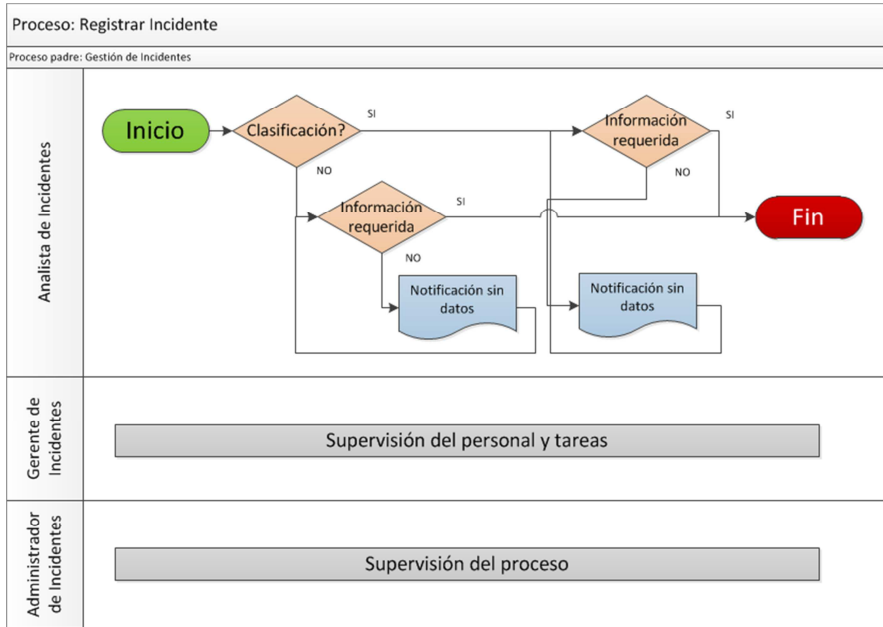 Proceso: Registrar Incidente
Proceso padre: Gestión de Incidentes
Analista de Incidentes
Inicio
Clasificación?
SI
NO
Información
requerida
SI
NO
Información
requerida
SI
NO
Fin
Notificación sin
datos
Notificación sin
datos
Gerente de
Incidentes
Supervisión del personal y tareas
Administrador
de Incidentes
Supervisión del proceso